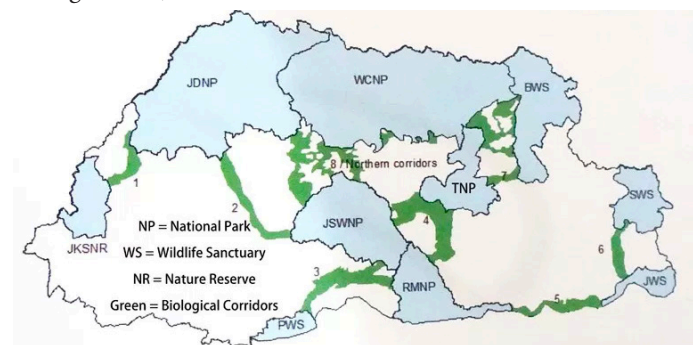 JDNP
WCNP
BWS
8 / Northern corridors
1
7
TNP
2
SWS
NP = National Park
JSWNP
4
WS = Wildlife Sanctuary
JKSNR
6
NR = Nature Reserve
3
RMNP
JWS
Green = Biological Corridors
5
PWS